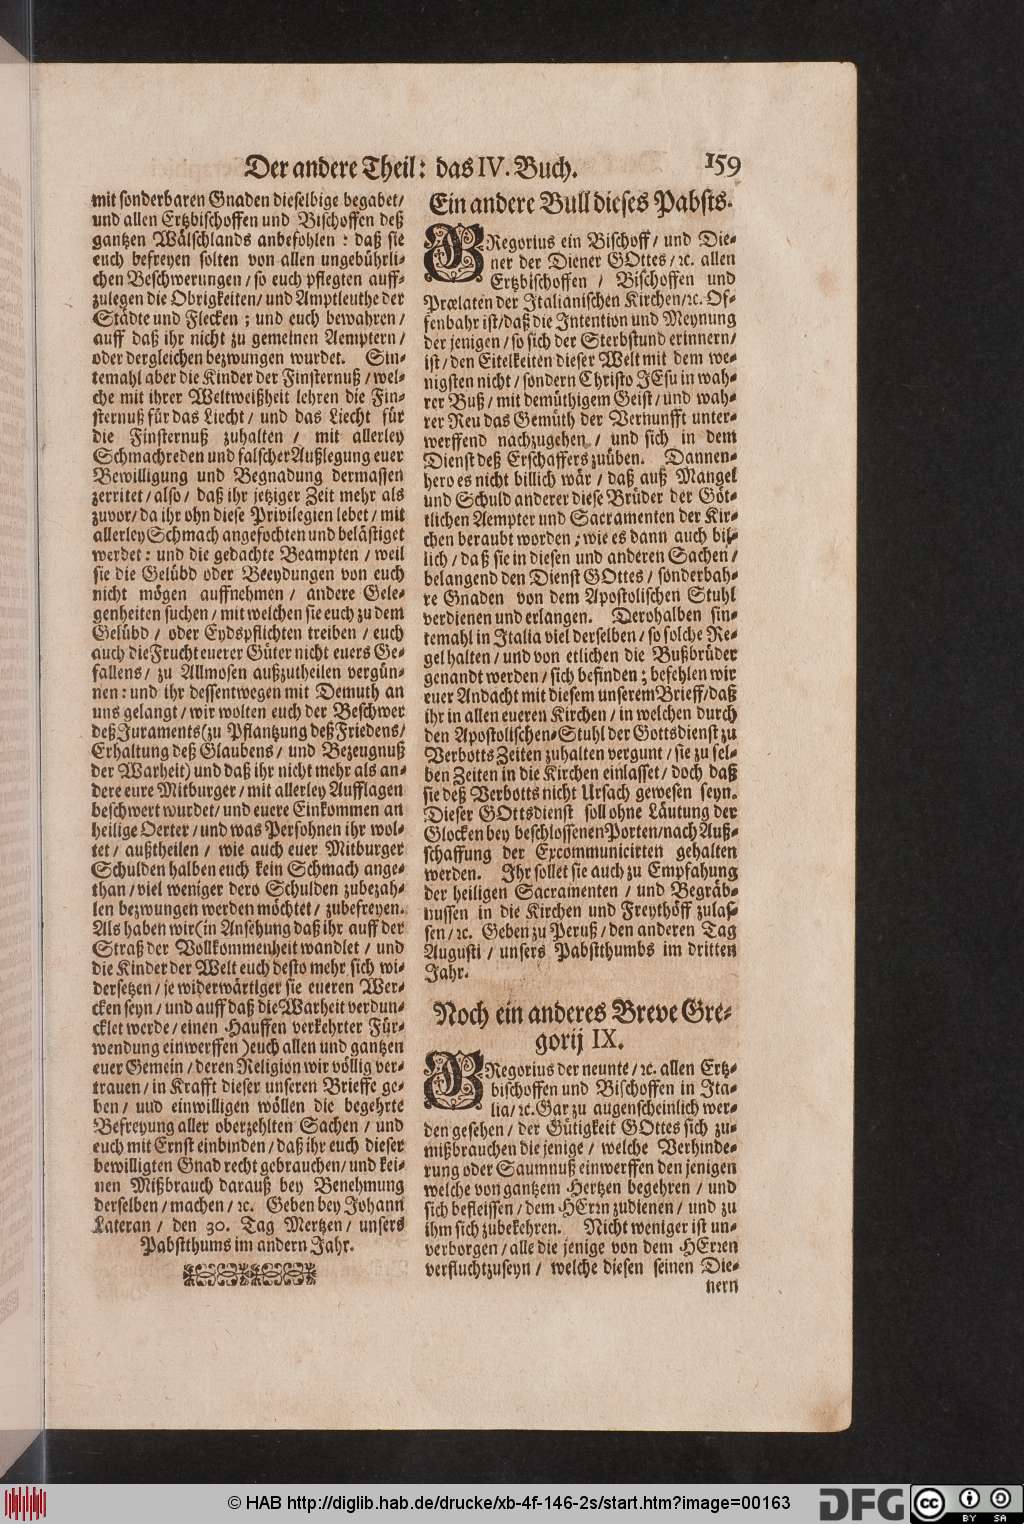 Der andere Theil: das IV. Buch. 159
mit sonderbaren Gnaden dieselbige begabet/
und allen Ertzbischoffen und Bischoffen deß
gantzen Wälschlands anbefohlen: daß sie
euch befreyen solten von allen ungebührli-
chen Beschwerungen/ so euch pflegten auff-
zulegen die Obrigkeiten/ und Amptleuthe der
Städte und Flecken; und euch bewahren/
auff daß ihr nicht zu gemeinen Aemptern/
oder dergleichen bezwungen wurdet. Sin-
temahl aber die Kinder der Finsternuß/ wel-
che mit ihrer Weltweißheit lehren die Fin-
sternuß für das Liecht/ und das Liecht für
die Finsternuß zuhalten/ mit allerley
Schmachreden und falscher Außlegung euer
Bewilligung und Begnadung dermassen
zerritet/ also/ daß ihr jetziger Zeit mehr als
zuvor/ da ihr ohn diese Privilegien lebet/ mit
allerley Schmach angefochten und belästiget
werdet: und die gedachte Beampten/ weil
sie die Gelübd oder Beeydungen von euch
nicht mögen auffnehmen/ andere Gele-
genheiten suchen/ mit welchen sie euch zu dem
Gelübd/ oder Eydspflichten treiben/ euch
auch die Frucht euerer Güter nicht euers Ge-
fallens/ zu Allmosen außzutheilen vergün-
nen: und ihr dessentwegen mit Demuth an
uns gelangt/ wir wolten euch der Beschwer
deß Juraments (zu Pflantzung deß Friedens/
Erhaltung deß Glaubens/ und Bezeugnuß
der Warheit) und daß ihr nicht mehr als an-
dere eure Mitburger/ mit allerley Aufflagen
beschwert wurdet/ und euere Einkommen an
heilige Oerter/ und was Persohnen ihr wol-
tet/ außtheilen/ wie auch euer Mitburger
Schulden halben euch kein Schmach ange-
than/ viel weniger dero Schulden zubezah-
len bezwungen werden möchtet/ zubefreyen.
Als haben wir (in Ansehung daß ihr auff der
Straß der Vollkommenheit wandlet/ und
die Kinder der Welt euch desto mehr sich wi-
dersetzen/ je widerwärtiger sie eueren Wer-
cken seyn/ und auff daß die Warheit verdun-
cklet werde/ einen Hauffen verkehrter Für-
wendung einwerffen) euch allen und gantzen
euer Gemein/ deren Religion wir völlig ver-
trauen/ in Krafft dieser unseren Brieffe ge-
ben/ uud einwilligen wöllen die begehrte
Befreyung aller oberzehlten Sachen/ und
euch mit Ernst einbinden/ daß ihr euch dieser
bewilligten Gnad recht gebrauchen/ und kei-
nen Mißbrauch darauß bey Benehmung
derselben/ machen/ ꝛc. Geben bey Johann
Lateran/ den 30. Tag Mertzen/ unsers
Pabstthums im andern Jahr.
Ein andere Bull dieses Pabsts.
GRegorius ein Bischoff/ und Die-
ner der Diener GOttes/ ꝛc. allen
Ertzbischoffen/ Bischoffen und
Prælaten der Italianischen Kirchen/ ꝛc. Of-
fenbahr ist/ daß die Intention und Meynung
der jenigen/ so sich der Sterbstund erinnern/
ist/ den Eitelkeiten dieser Welt mit dem we-
nigsten nicht/ sondern Christo JEsu in wah-
rer Buß/ mit demüthigem Geist/ und wah-
rer Reu das Gemüth der Vernunfft unter-
werffend nachzugehen/ und sich in dem
Dienst deß Erschaffers zuüben. Dannen-
hero es nicht billich wär/ daß auß Mangel
und Schuld anderer diese Brüder der Göt-
tlichen Aempter und Sacramenten der Kir-
chen beraubt worden; wie es dann auch bil-
lich/ daß sie in diesen und anderen Sachen/
belangend den Dienst GOttes/ sonderbah-
re Gnaden von dem Apostolischen Stuhl
verdienen und erlangen. Derohalben sin-
temahl in Italia viel derselben/ so solche Re-
gel halten/ und von etlichen die Bußbrüder
genandt werden/ sich befinden; befehlen wir
euer Andacht mit diesem unserem Brieff/ daß
ihr in allen eueren Kirchen/ in welchen durch
den Apostolischen-Stuhl der Gottsdienst zu
Verbotts Zeiten zuhalten vergunt/ sie zu sel-
ben Zeiten in die Kirchen einlasset/ doch daß
sie deß Verbotts nicht Ursach gewesen seyn.
Dieser GOttsdienst soll ohne Läutung der
Glocken bey beschlossenen Porten/ nach Auß-
schaffung der Excommunicirten gehalten
werden. Ihr sollet sie auch zu Empfahung
der heiligen Sacramenten/ und Begräb-
nussen in die Kirchen und Freythöff zulas-
sen/ ꝛc. Geben zu Peruß/ den anderen Tag
Augusti/ unsers Pabstthumbs im dritten
Jahr.
Noch ein anderes Breve Gre-
gorij IX.
GRegorius der neunte/ ꝛc. allen Ertz-
bischoffen und Bischoffen in Ita-
lia/ ꝛc. Gar zu augenscheinlich wer-
den gesehen/ der Gütigkeit GOttes sich zu-
mißbrauchen die jenige/ welche Verhinde-
rung oder Saumnuß einwerffen den jenigen
welche von gantzem Hertzen begehren/ und
sich befleissen/ dem HErrn zudienen/ und zu
ihm sich zubekehren. Nicht weniger ist un-
verborgen/ alle die jenige von dem HErren
verflucht zuseyn/ welche diesen seinen Die-
nern
© HAB http://diglib.hab.de/drucke/xb-4f-146-2s/start.htm?image=00163
DFG
cc BY SA